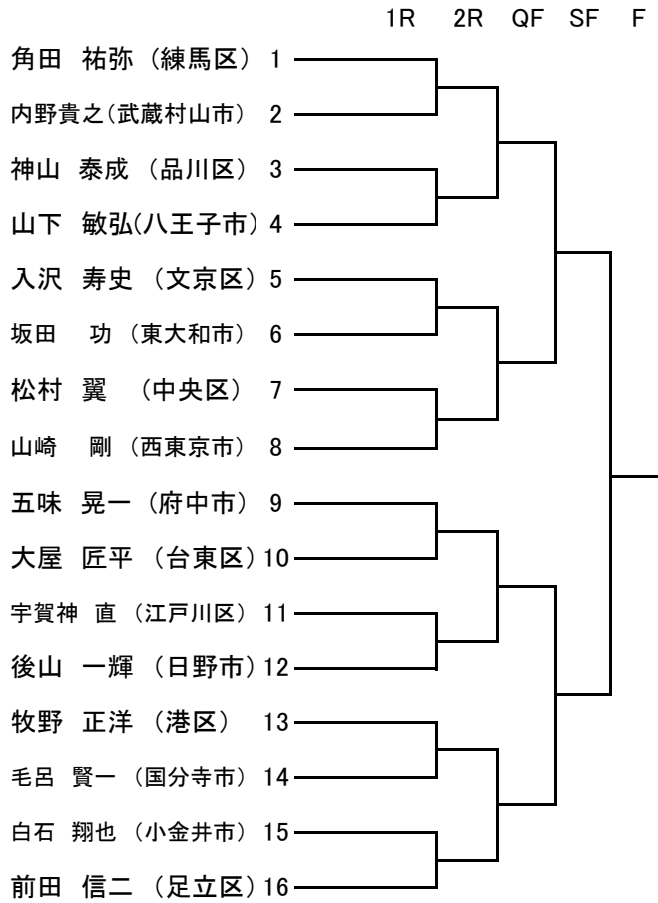 1R 2R QF SF F
角田 祐弥 (練馬区) 1
内野貴之(武蔵村山市) 2
神山 泰成 (品川区) 3
山下 敏弘(八王子市) 4
入沢 寿史 (文京区) 5
坂田 功 (東大和市) 6
松村 翼 (中央区) 7
山崎 剛 (西東京市) 8
五味 晃一 (府中市) 9
大屋 匠平 (台東区) 10
宇賀神 直 (江戸川区) 11
後山 一輝 (日野市) 12
牧野 正洋 (港区) 13
毛呂 賢一 (国分寺市) 14
白石 翔也 (小金井市) 15
前田 信二 (足立区) 16